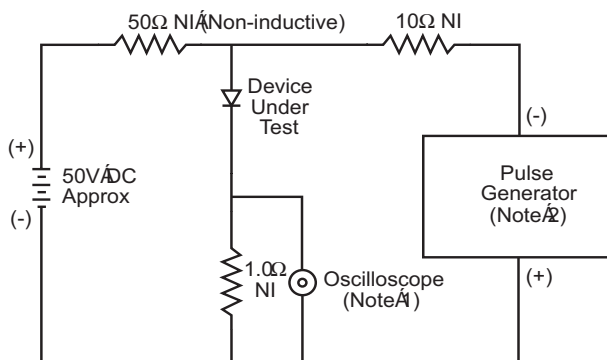 50Ω NIÁ(Non-inductive)
10Ω NI
Device
Under
Test
(+)
50VÁDC
Approx
(-)
(-)
Pulse
Generator
(NoteÁ2)
(+)
1.0Ω
NI
Oscilloscope
(NoteÁ1)